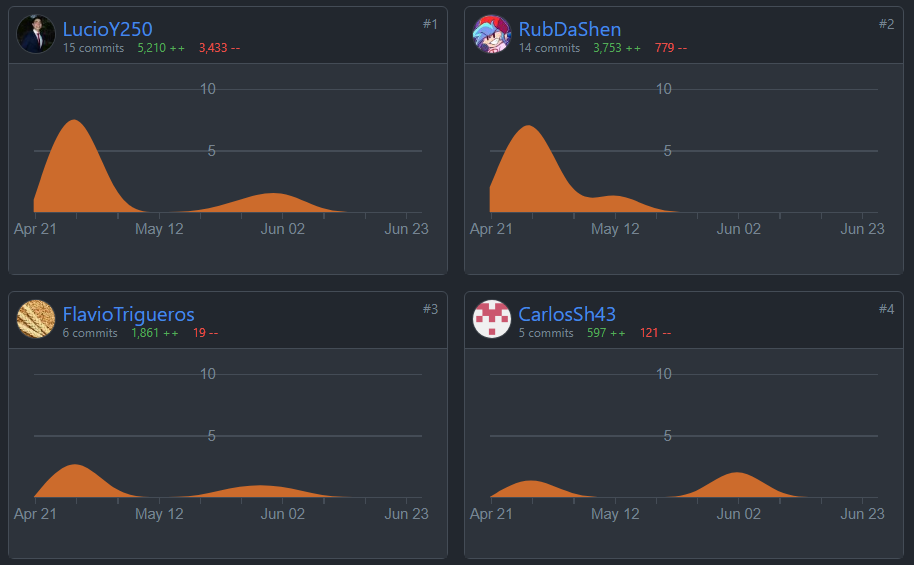 LucioY250 #1
15 commits 5,210 ++ 3,433 --
10
5
Apr 21 May 12 Jun 02 Jun 23
RubDaShen #2
14 commits 3,753 ++ 779 --
10
5
Apr 21 May 12 Jun 02 Jun 23
FlavioTrigueros #3
6 commits 1,861 ++ 19 --
10
5
Apr 21 May 12 Jun 02 Jun 23
CarlosSh43 #4
5 commits 597 ++ 121 --
10
5
Apr 21 May 12 Jun 02 Jun 23